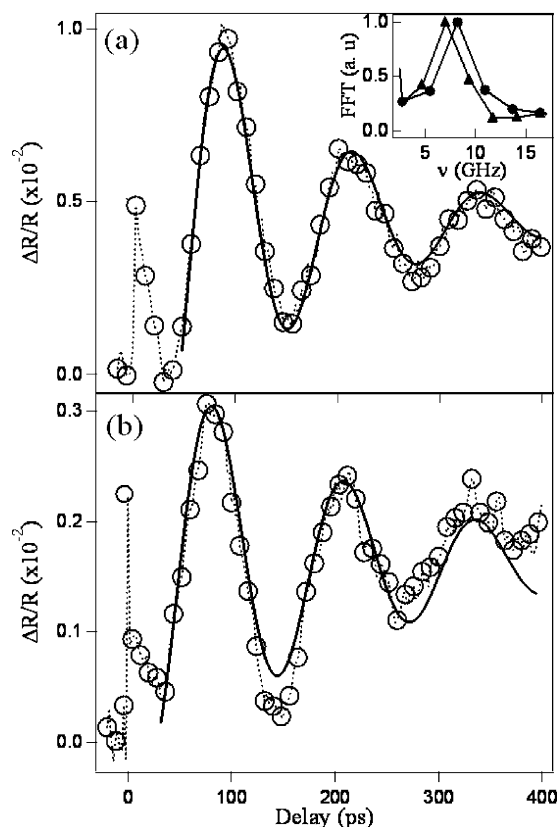 (a)
1.0
0.5
0.0
ΔR/R (x10⁻²)
FFT (a. u)
1.0
0.5
0.0
5 10 15
ν (GHz)
(b)
0.3
0.2
0.1
0.0
ΔR/R (x10⁻²)
0 100 200 300 400
Delay (ps)